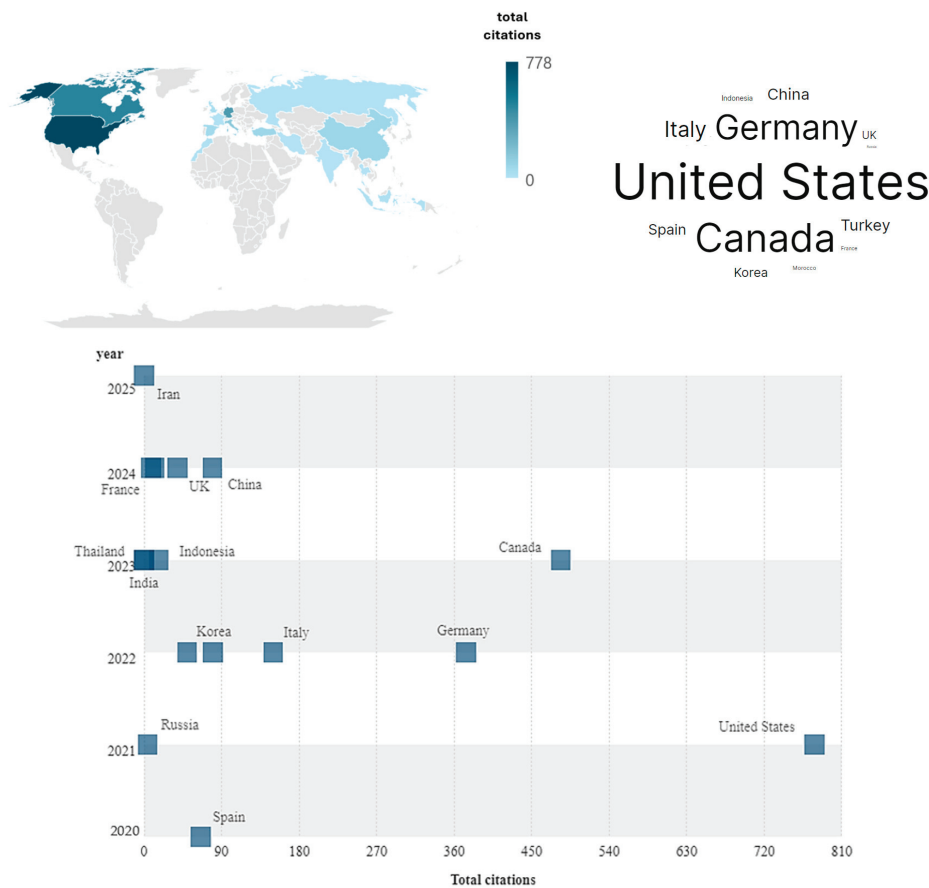 total
citations
778
0
Indonesia
China
Italy
Germany
UK
United States
Spain
Canada
Turkey
France
Korea
Morocco
year
2025
Iran
2024
France
UK
China
Thailand
Indonesia
Canada
2023
India
Korea
Italy
Germany
2022
Russia
United States
2021
Spain
2020
0 90 180 270 360 450 540 630 720 810
Total citations